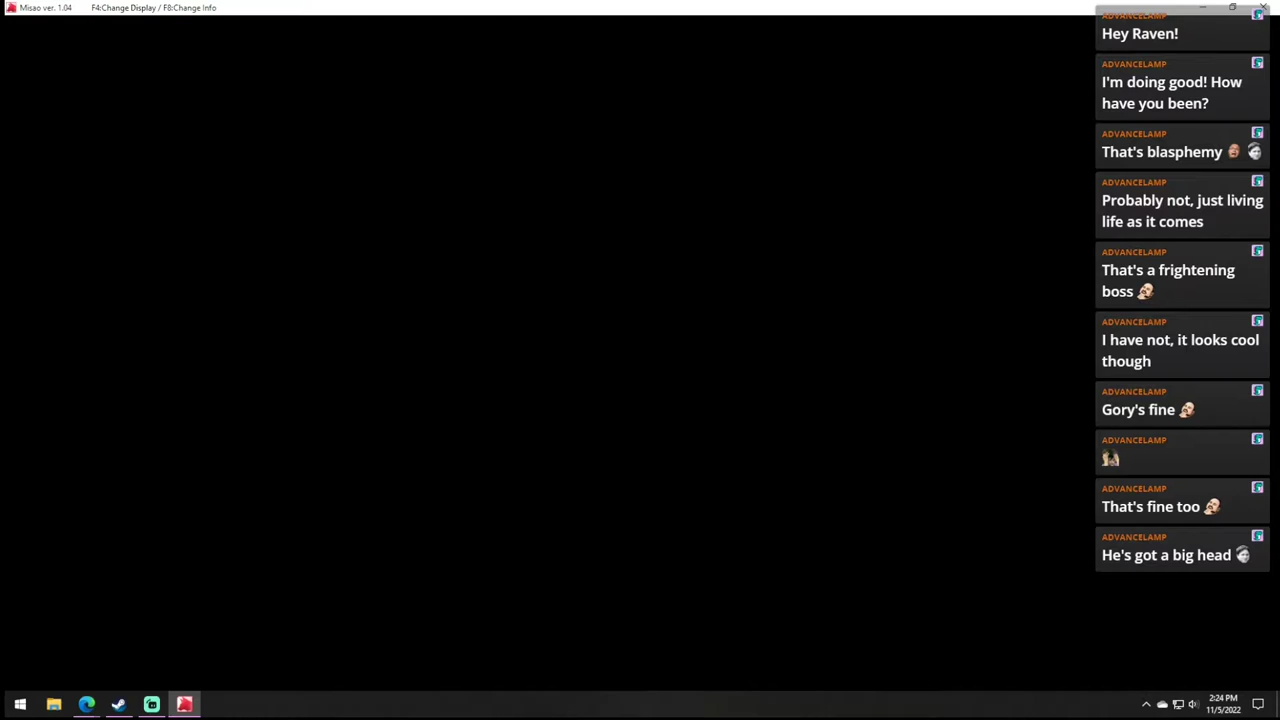 Misao ver. 1.04 F4:Change Display / F8:Change Info
ADVANCELAMP
Hey Raven!
ADVANCELAMP
I'm doing good! How
have you been?
ADVANCELAMP
That's blasphemy
ADVANCELAMP
Probably not, just living
life as it comes
ADVANCELAMP
That's a frightening
boss
ADVANCELAMP
I have not, it looks cool
though
ADVANCELAMP
Gory's fine
ADVANCELAMP
ADVANCELAMP
That's fine too
ADVANCELAMP
He's got a big head
2:24 PM
11/5/2022